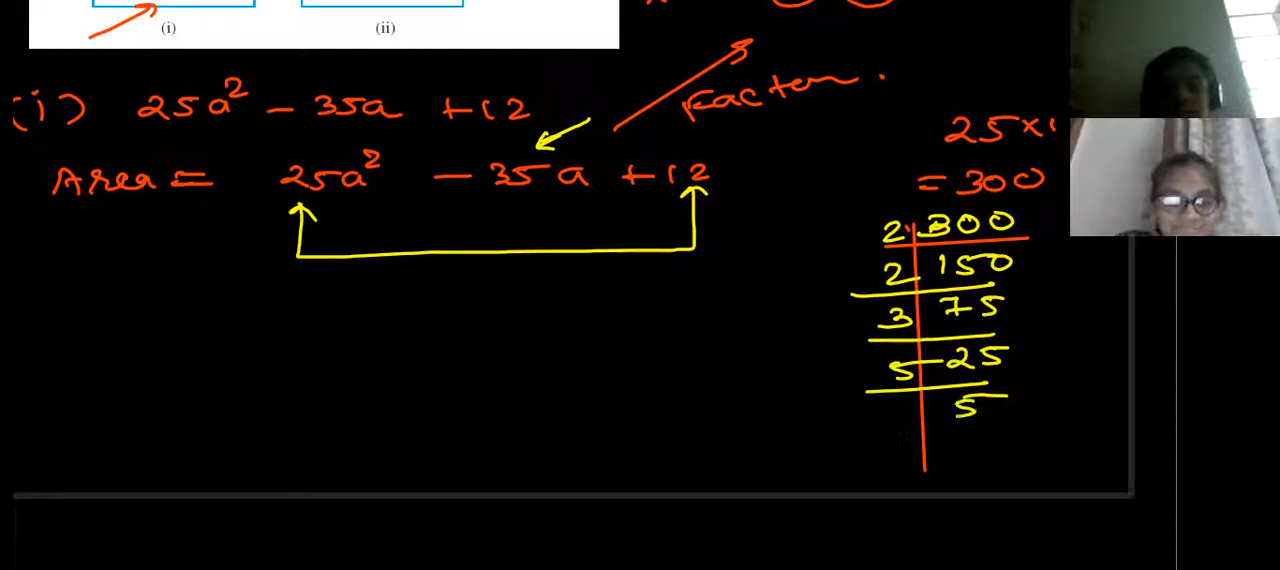 (i) (ii)
(i) 25a² - 35a + 12
Factor.
Area = 25a² - 35a + 12
25 × 1
= 300
2 300
2 150
3 75
5 25
5